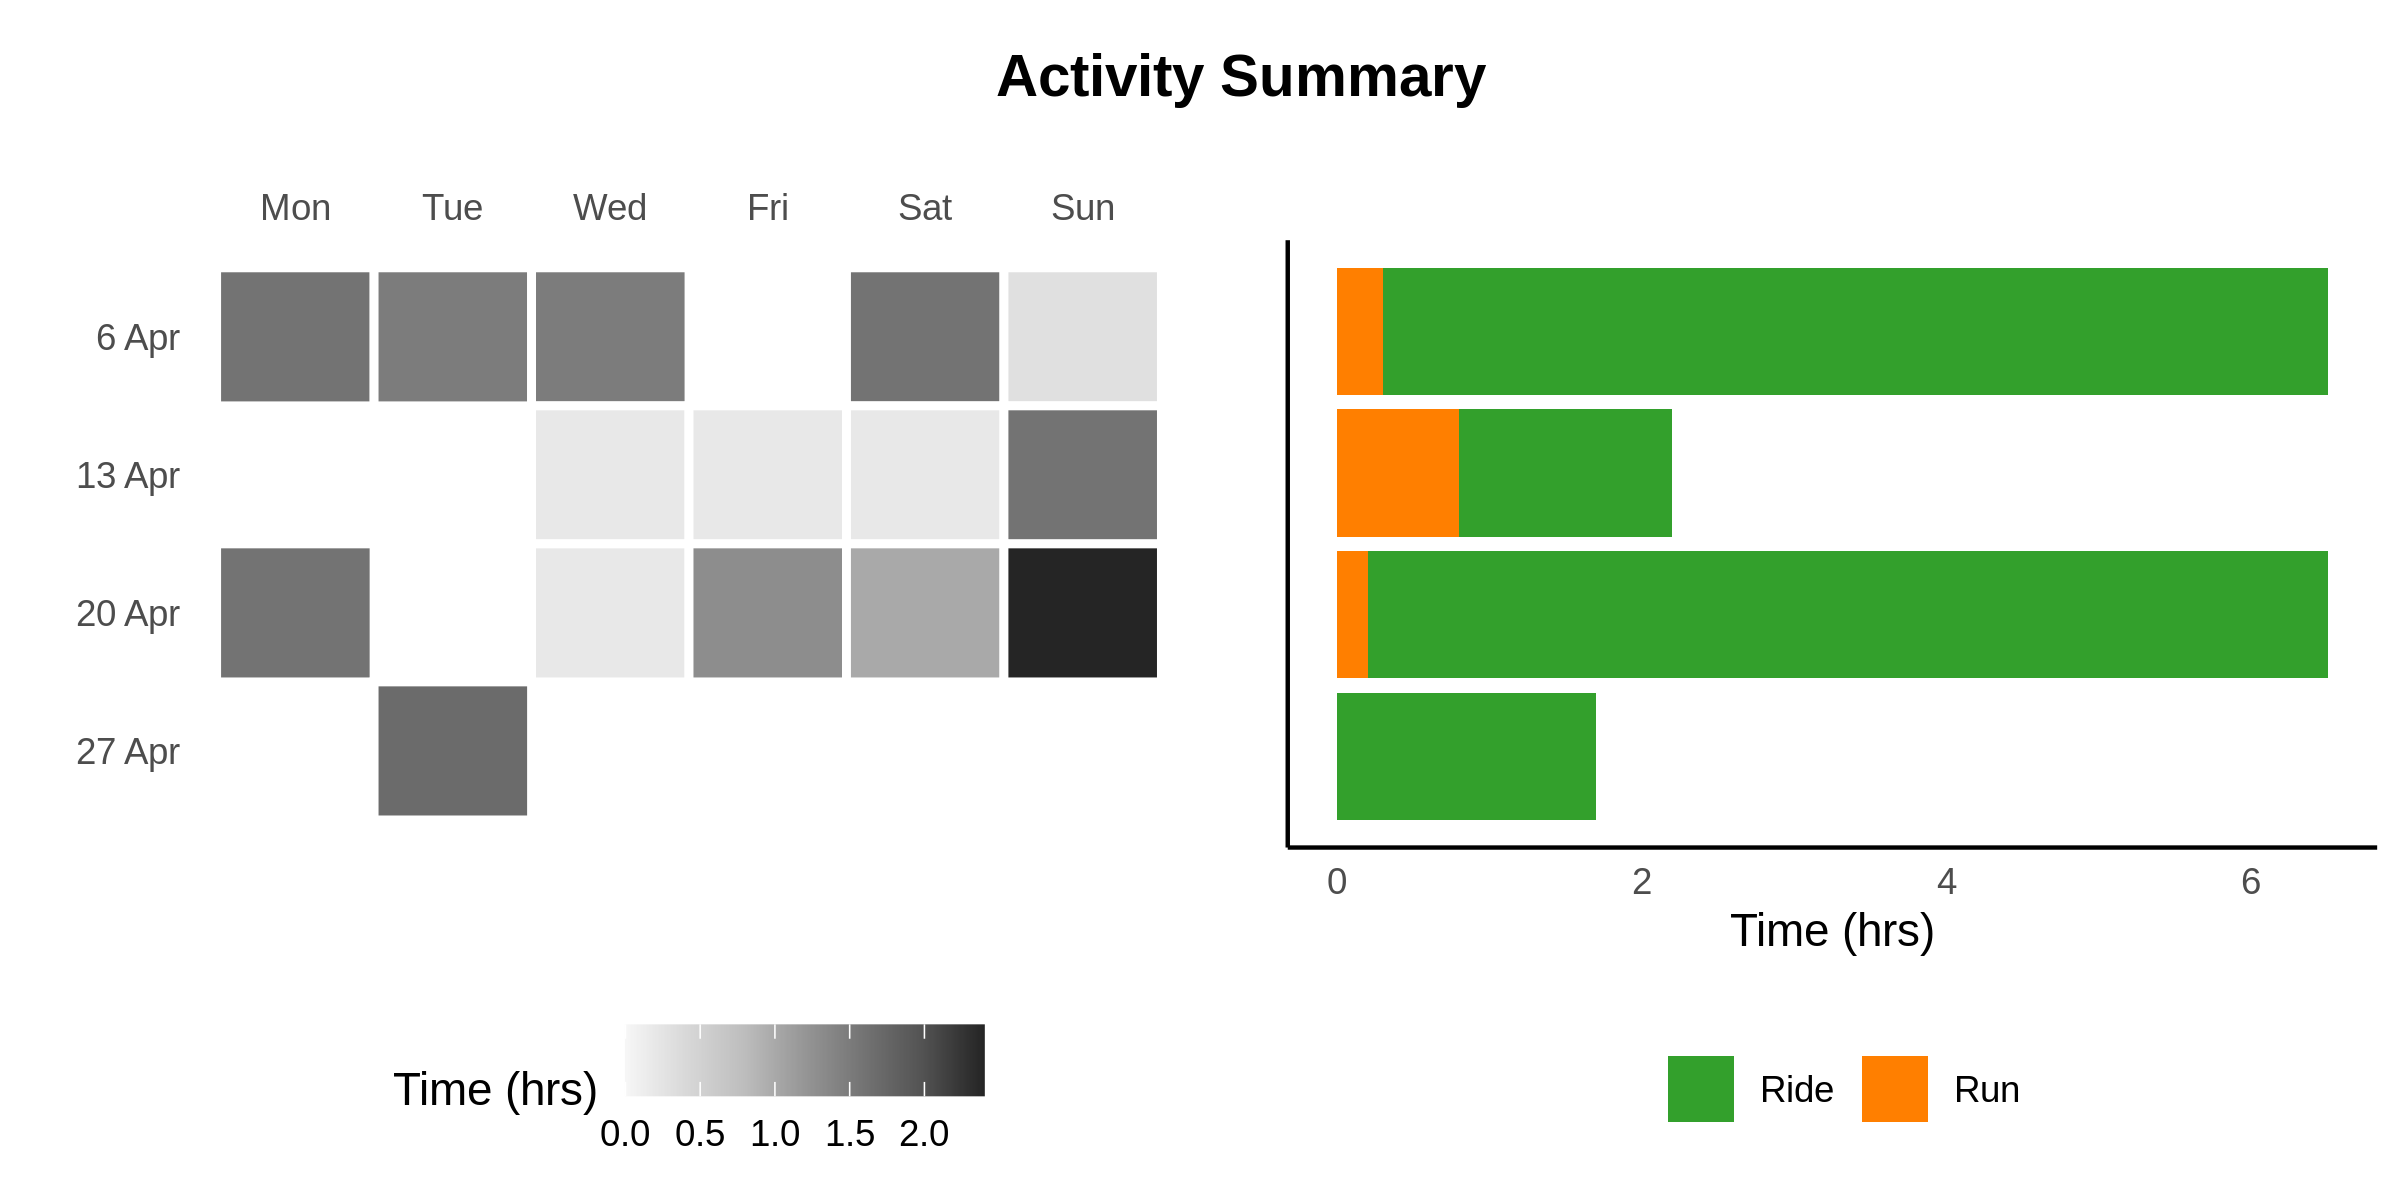 Activity Summary
Mon Tue Wed Fri Sat Sun
6 Apr
13 Apr
20 Apr
27 Apr
0 2 4 6
Time (hrs)
Time (hrs)
0.0 0.5 1.0 1.5 2.0
Ride Run